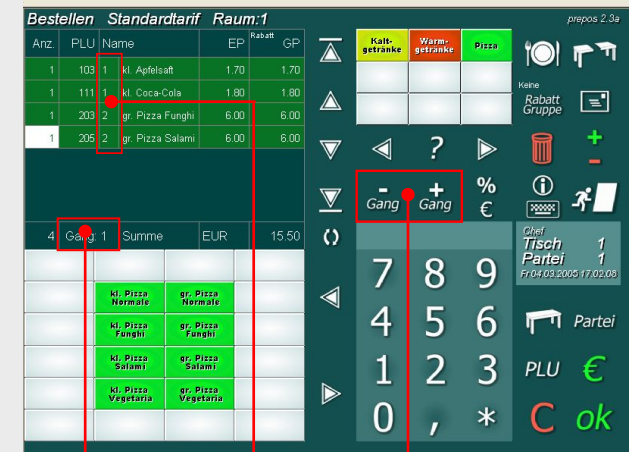 Bestellen Standardtarif Raum:1
prepos 2.3a
Anz. PLU Name EP Rabatt GP
1 103 1 kl. Apfelsaft 1.70 1.70
1 111 1 kl. Coca-Cola 1.80 1.80
1 203 2 gr. Pizza Funghi 6.00 6.00
1 205 2 gr. Pizza Salami 6.00 6.00
4 Gang: 1 Summe EUR 15.50
kl. Pizza Normale
gr. Pizza Normale
kl. Pizza Funghi
gr. Pizza Funghi
kl. Pizza Salami
gr. Pizza Salami
kl. Pizza Vegetaria
gr. Pizza Vegetaria
Kalt-
getränke
Warm-
getränke
Pizza
Keine
Rabatt
Gruppe
?
+
-
- Gang
+ Gang
% €
7 8 9
4 5 6
1 2 3
0 , *
Chef
Tisch 1
Partei 1
Fr 04.03.2005 17:02:08
Partei
PLU €
C ok